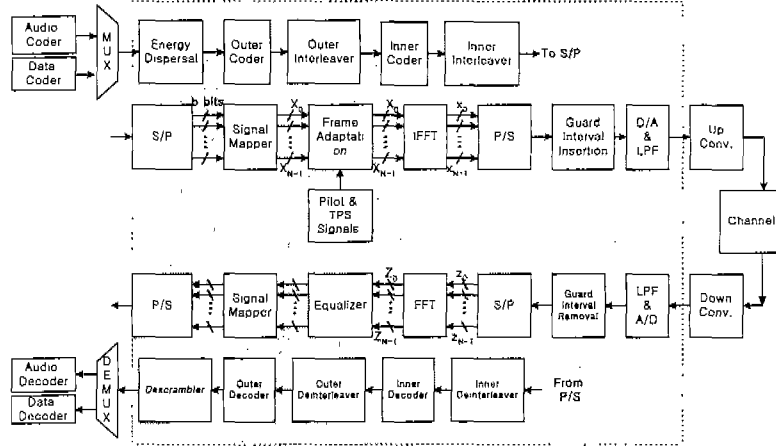 Audio
Coder
Data
Coder
MUX
Energy
Dispersal
Outer
Coder
Outer
Interleaver
Inner
Coder
Inner
Interleaver
To S/P
S/P
b bits
Signal
Mapper
X0
XN-1
Frame
Adaptati
on
X0
XN-1
IFFT
x0
xN-1
P/S
Guard
Interval
Insertion
D/A
&
LPF
Up
Conv.
Pilot &
TPS
Signals
Channel
P/S
Signal
Mapper
Equalizer
Z0
ZN-1
FFT
z0
zN-1
S/P
Guard
Interval
Removal
LPF
&
A/D
Down
Conv.
Audio
Decoder
Data
Decoder
DEMUX
Descrambler
Outer
Decoder
Outer
Deinterleaver
Inner
Decoder
Inner
Deinterleaver
From
P/S